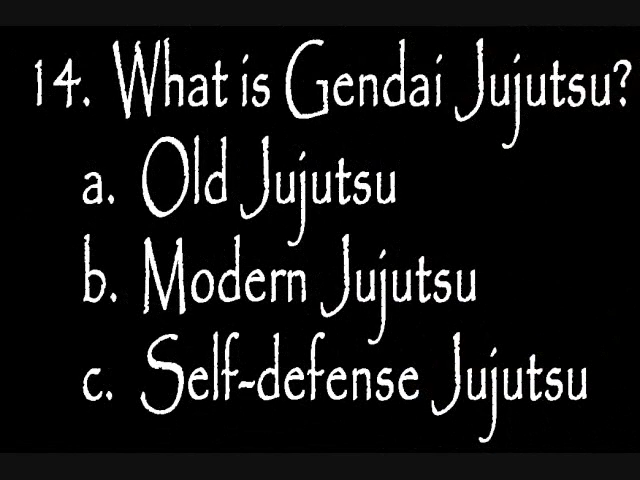 14. What is Gendai Jujutsu?
a. Old Jujutsu
b. Modern Jujutsu
c. Self-defense Jujutsu